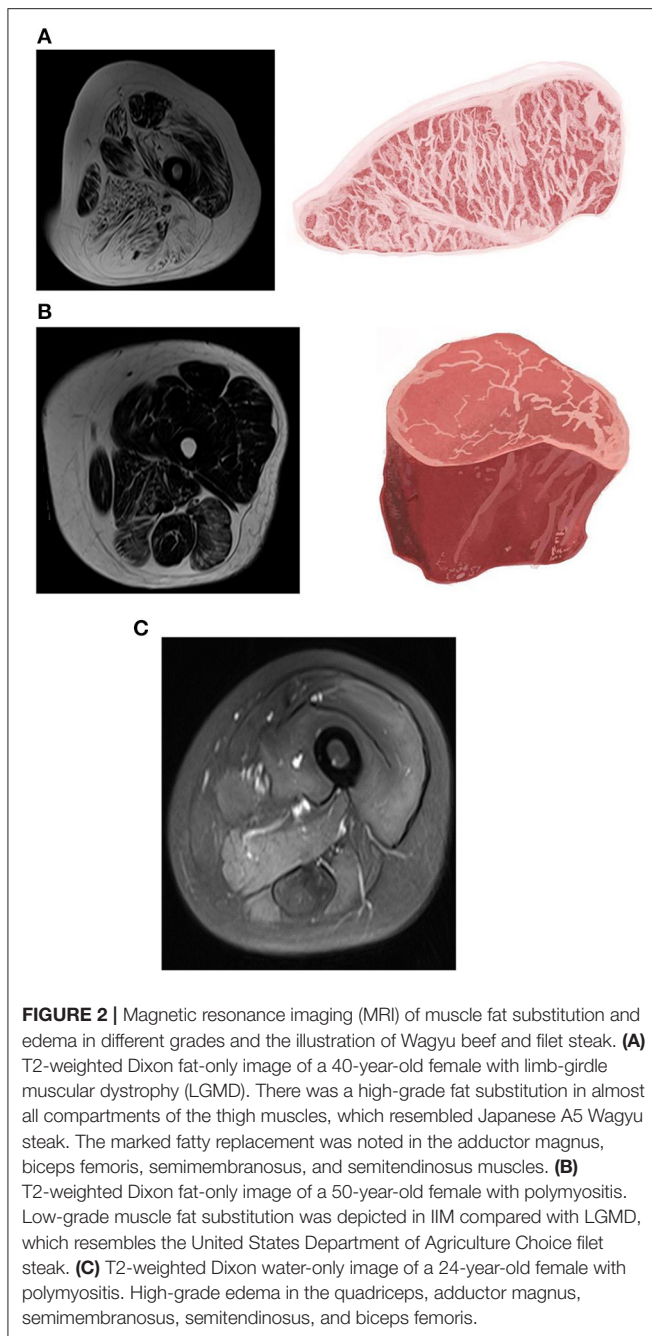 A
B
C
FIGURE 2 | Magnetic resonance imaging (MRI) of muscle fat substitution and
edema in different grades and the illustration of Wagyu beef and filet steak. (A)
T2-weighted Dixon fat-only image of a 40-year-old female with limb-girdle
muscular dystrophy (LGMD). There was a high-grade fat substitution in almost
all compartments of the thigh muscles, which resembled Japanese A5 Wagyu
steak. The marked fatty replacement was noted in the adductor magnus,
biceps femoris, semimembranosus, and semitendinosus muscles. (B)
T2-weighted Dixon fat-only image of a 50-year-old female with polymyositis.
Low-grade muscle fat substitution was depicted in IIM compared with LGMD,
which resembles the United States Department of Agriculture Choice filet
steak. (C) T2-weighted Dixon water-only image of a 24-year-old female with
polymyositis. High-grade edema in the quadriceps, adductor magnus,
semimembranosus, semitendinosus, and biceps femoris.